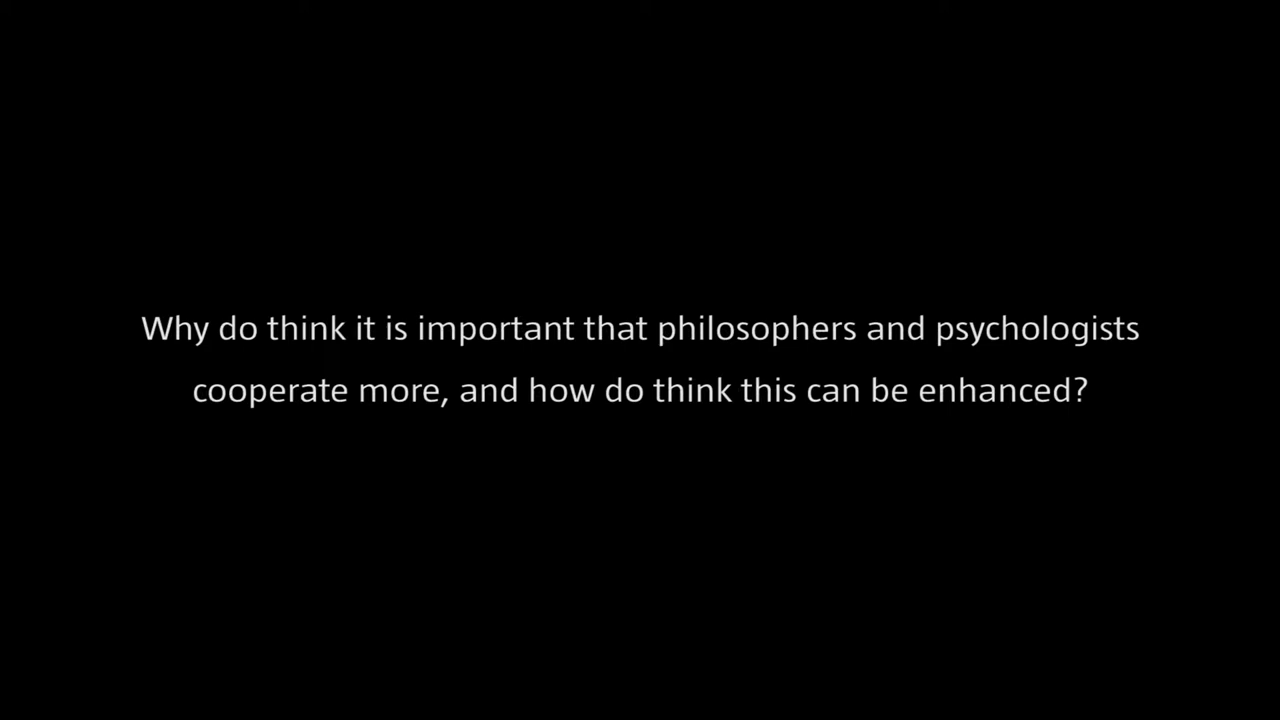 Why do think it is important that philosophers and psychologists
cooperate more, and how do think this can be enhanced?